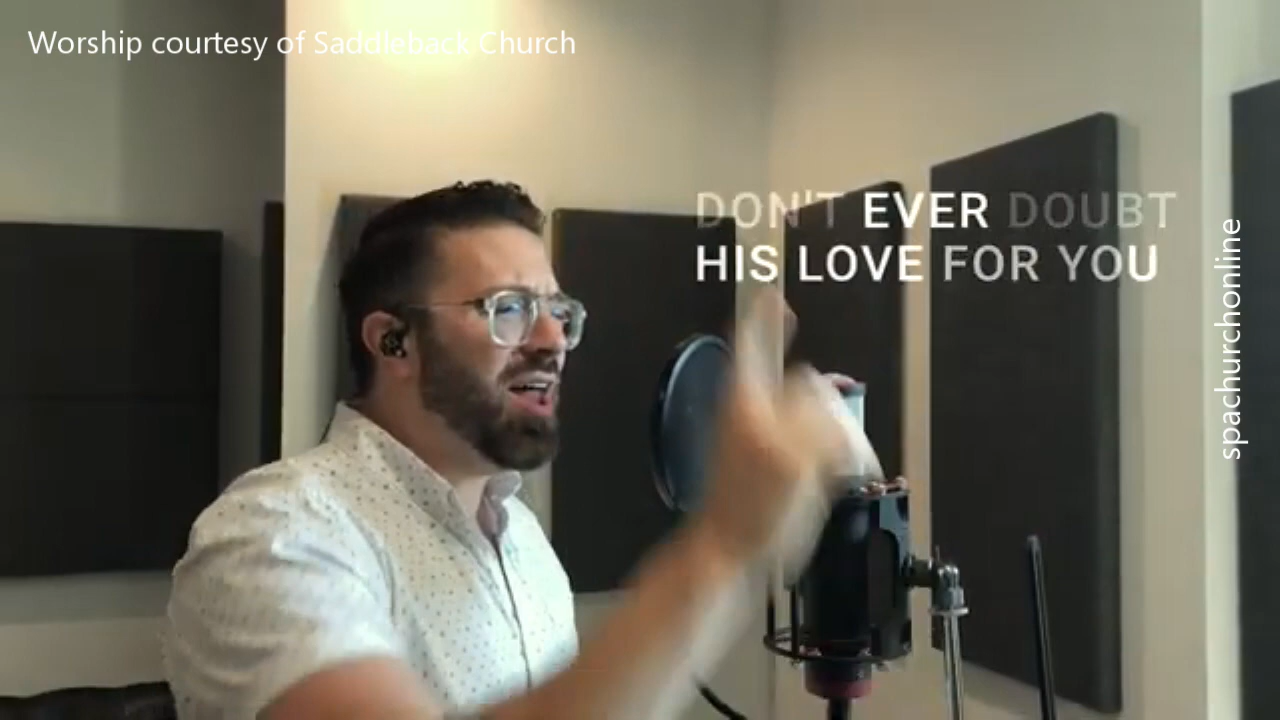 Worship courtesy of Saddleback Church
DON'T EVER DOUBT
HIS LOVE FOR YOU
spachurchonline